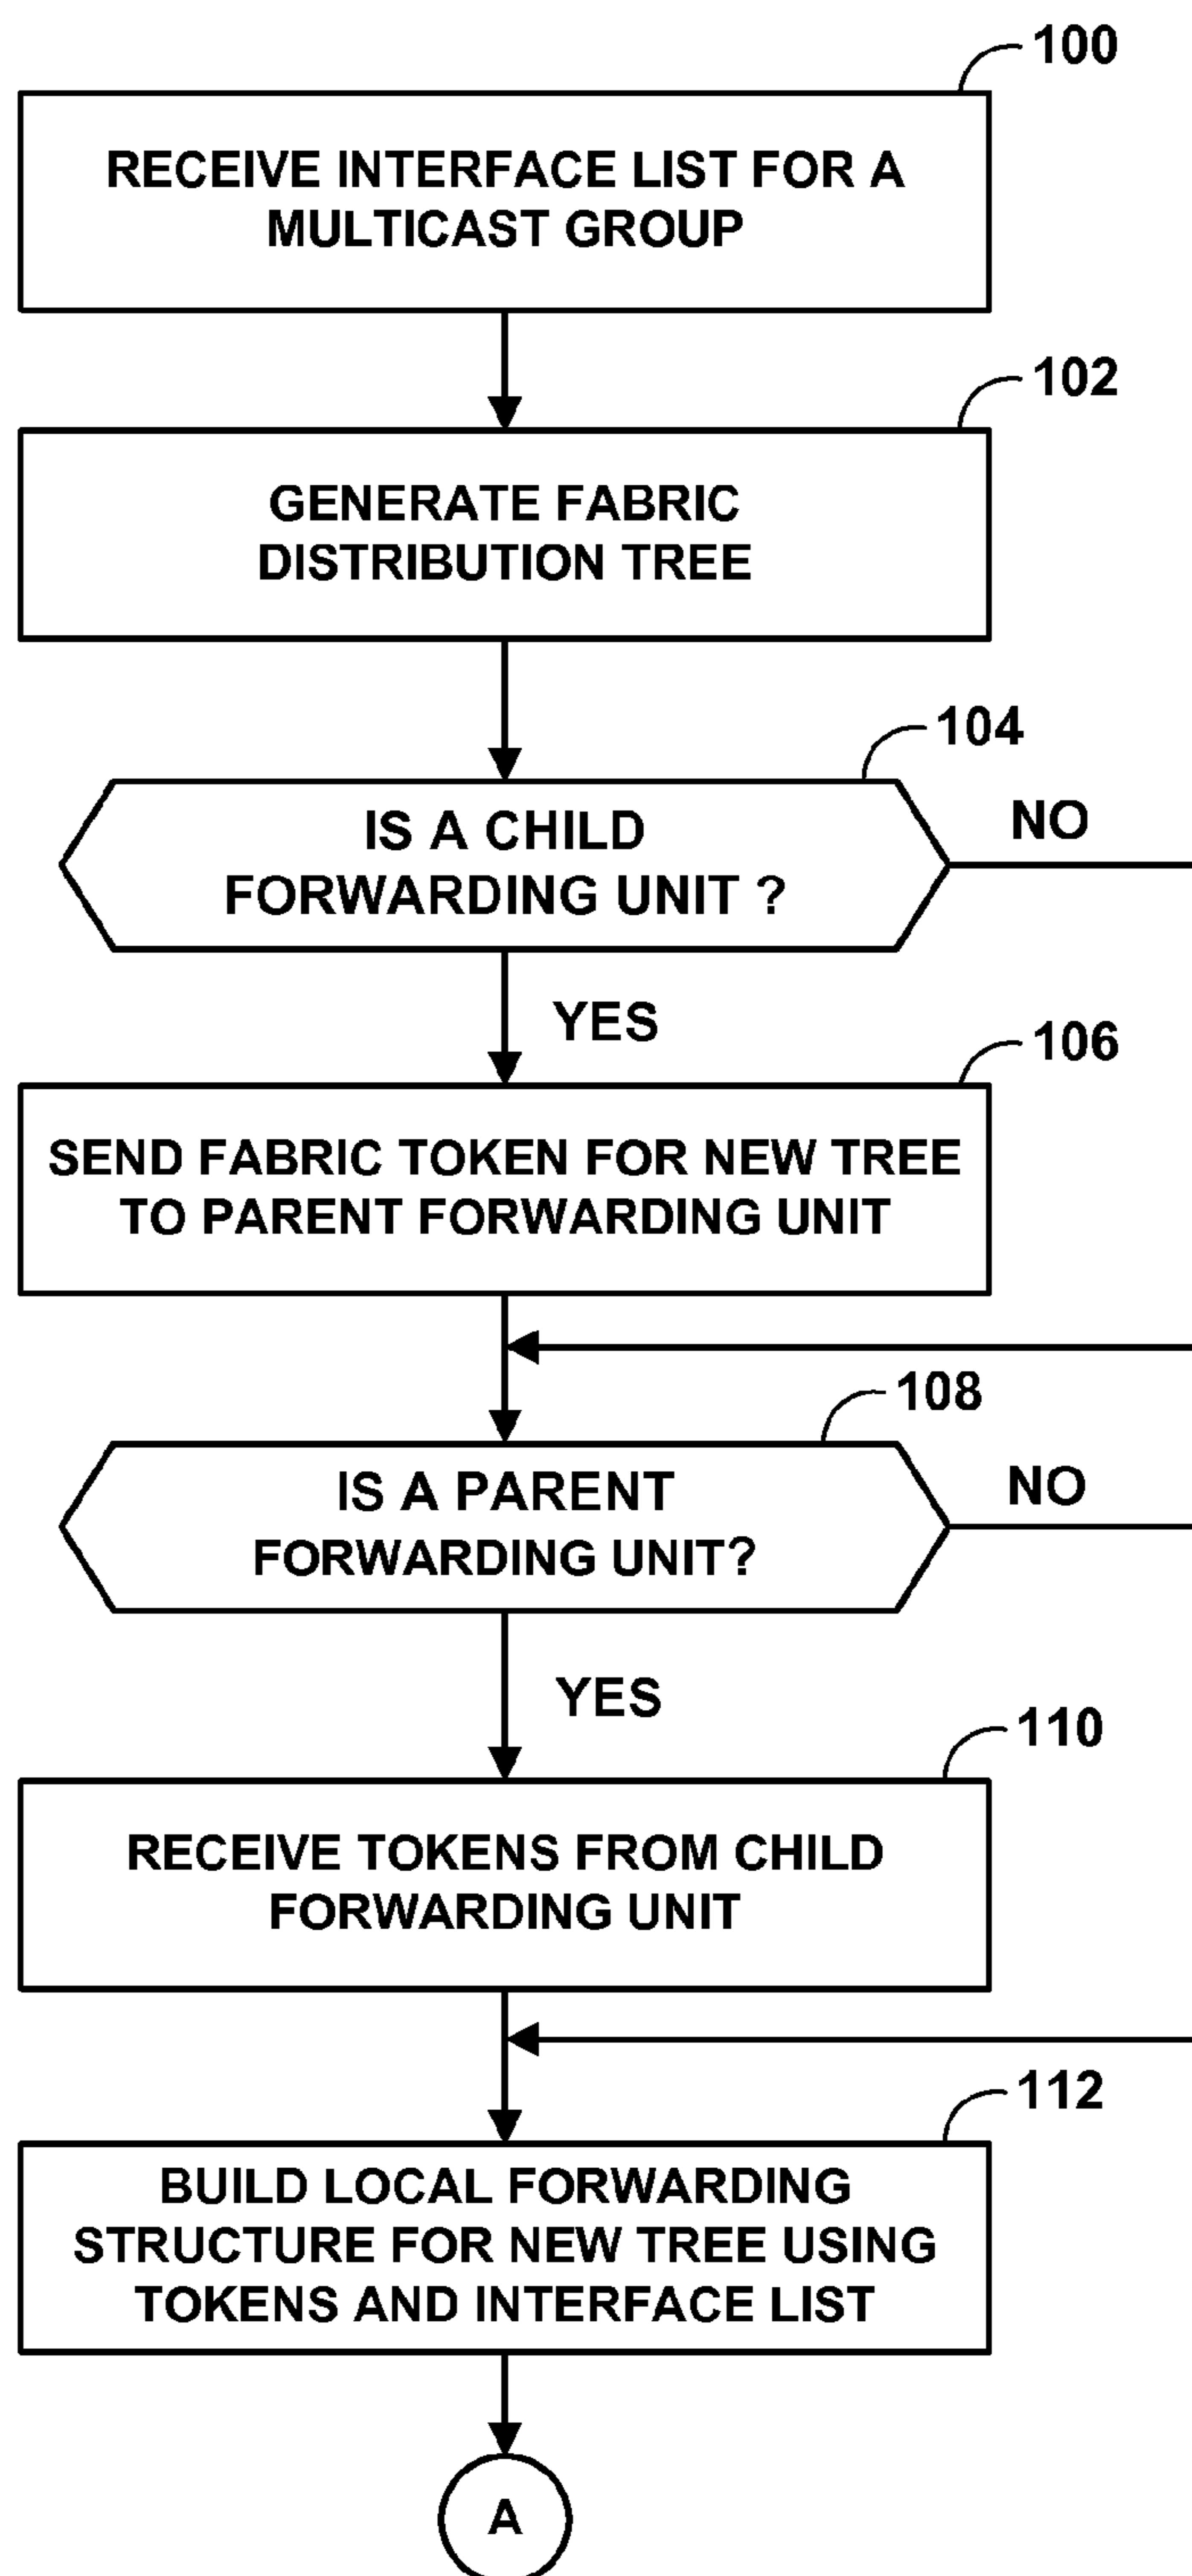 100
RECEIVE INTERFACE LIST FOR A
MULTICAST GROUP
102
GENERATE FABRIC
DISTRIBUTION TREE
104
IS A CHILD
FORWARDING UNIT ?
NO
YES
106
SEND FABRIC TOKEN FOR NEW TREE
TO PARENT FORWARDING UNIT
108
IS A PARENT
FORWARDING UNIT?
NO
YES
110
RECEIVE TOKENS FROM CHILD
FORWARDING UNIT
112
BUILD LOCAL FORWARDING
STRUCTURE FOR NEW TREE USING
TOKENS AND INTERFACE LIST
A